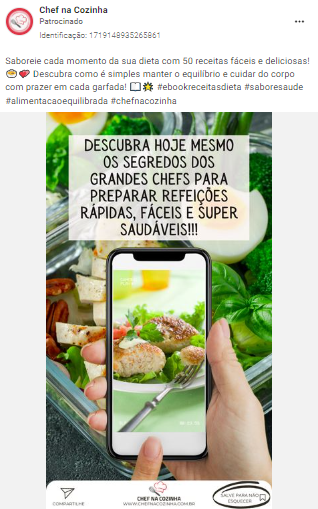 Chef na Cozinha
Patrocinado
Identificação: 1719148935265861
Saboreie cada momento da sua dieta com 50 receitas fáceis e deliciosas!
🍲💝 Descubra como é simples manter o equilíbrio e cuidar do corpo
com prazer em cada garfada! 📖🌟 #ebookreceitasdieta #saboresaude
#alimentacaoequilibrada #chefnacozinha
DESCUBRA HOJE MESMO
OS SEGREDOS DOS
GRANDES CHEFS PARA
PREPARAR REFEIÇÕES
RÁPIDAS, FÁCEIS E SUPER
SAUDÁVEIS!!!
COMPARTILHE
CHEF NA COZINHA
WWW.CHEFNACOZINHA.COM.BR
SALVE PARA NÃO
ESQUECER